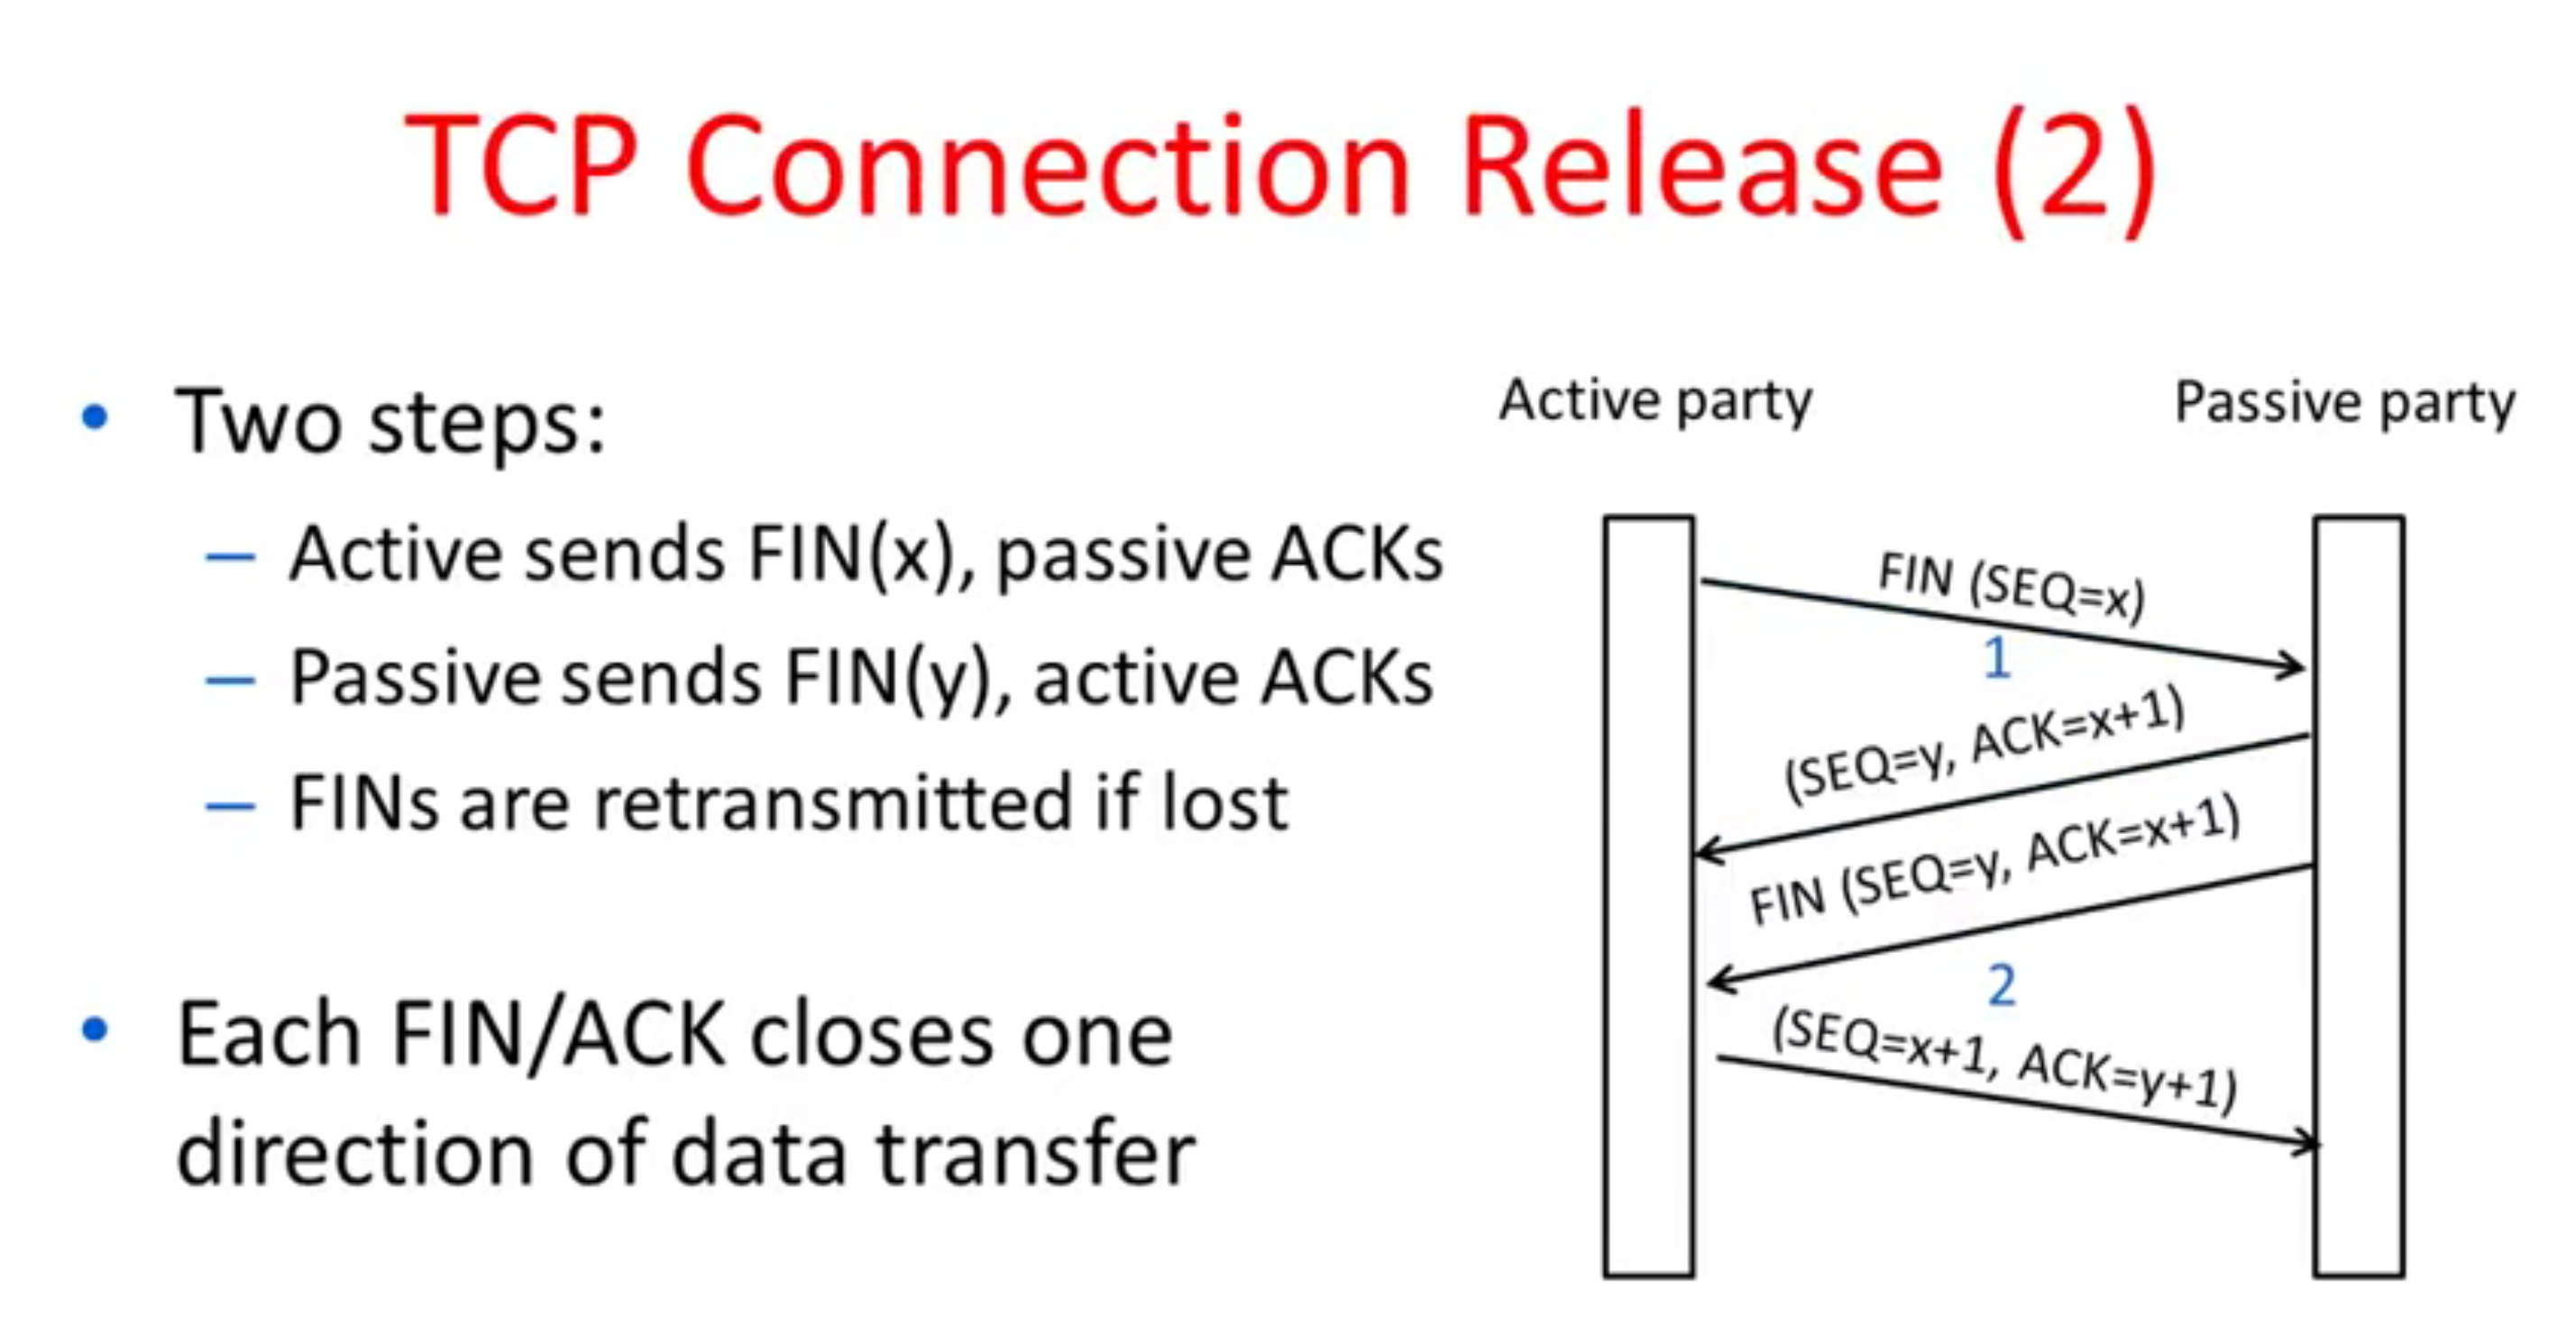 TCP Connection Release (2)
• Two steps:
– Active sends FIN(x), passive ACKs
– Passive sends FIN(y), active ACKs
– FINs are retransmitted if lost
• Each FIN/ACK closes one
direction of data transfer
Active party
Passive party
FIN (SEQ=x)
1
(SEQ=y, ACK=x+1)
FIN (SEQ=y, ACK=x+1)
2
(SEQ=x+1, ACK=y+1)